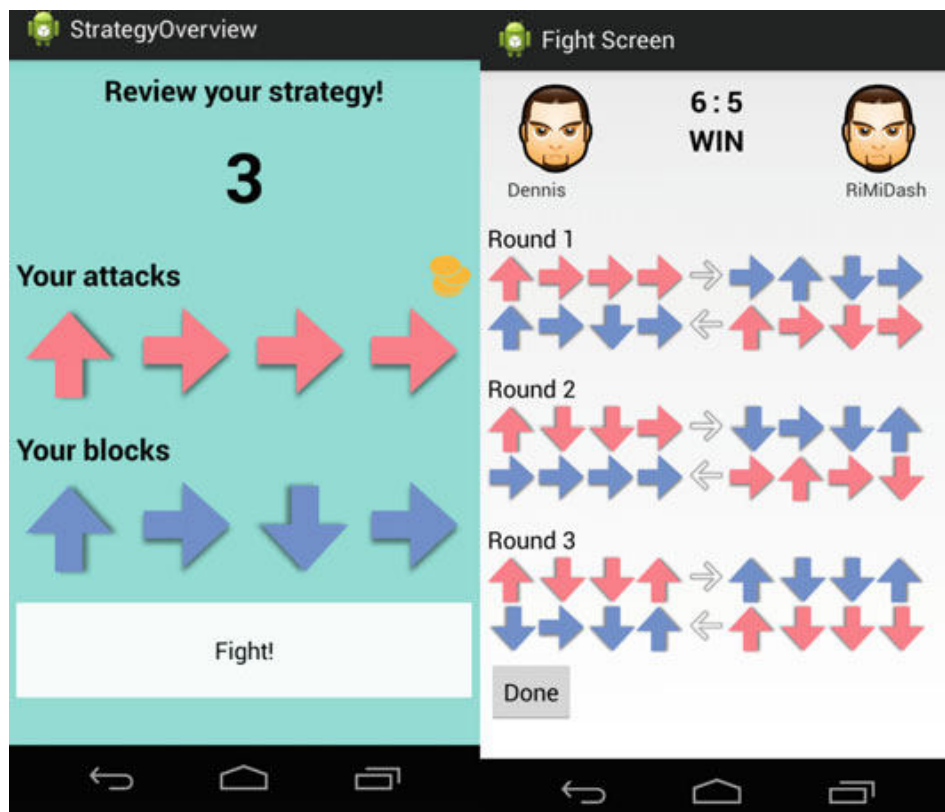 StrategyOverview
Review your strategy!
3
Your attacks
Your blocks
Fight!
Fight Screen
6 : 5
WIN
Dennis
RiMiDash
Round 1
Round 2
Round 3
Done